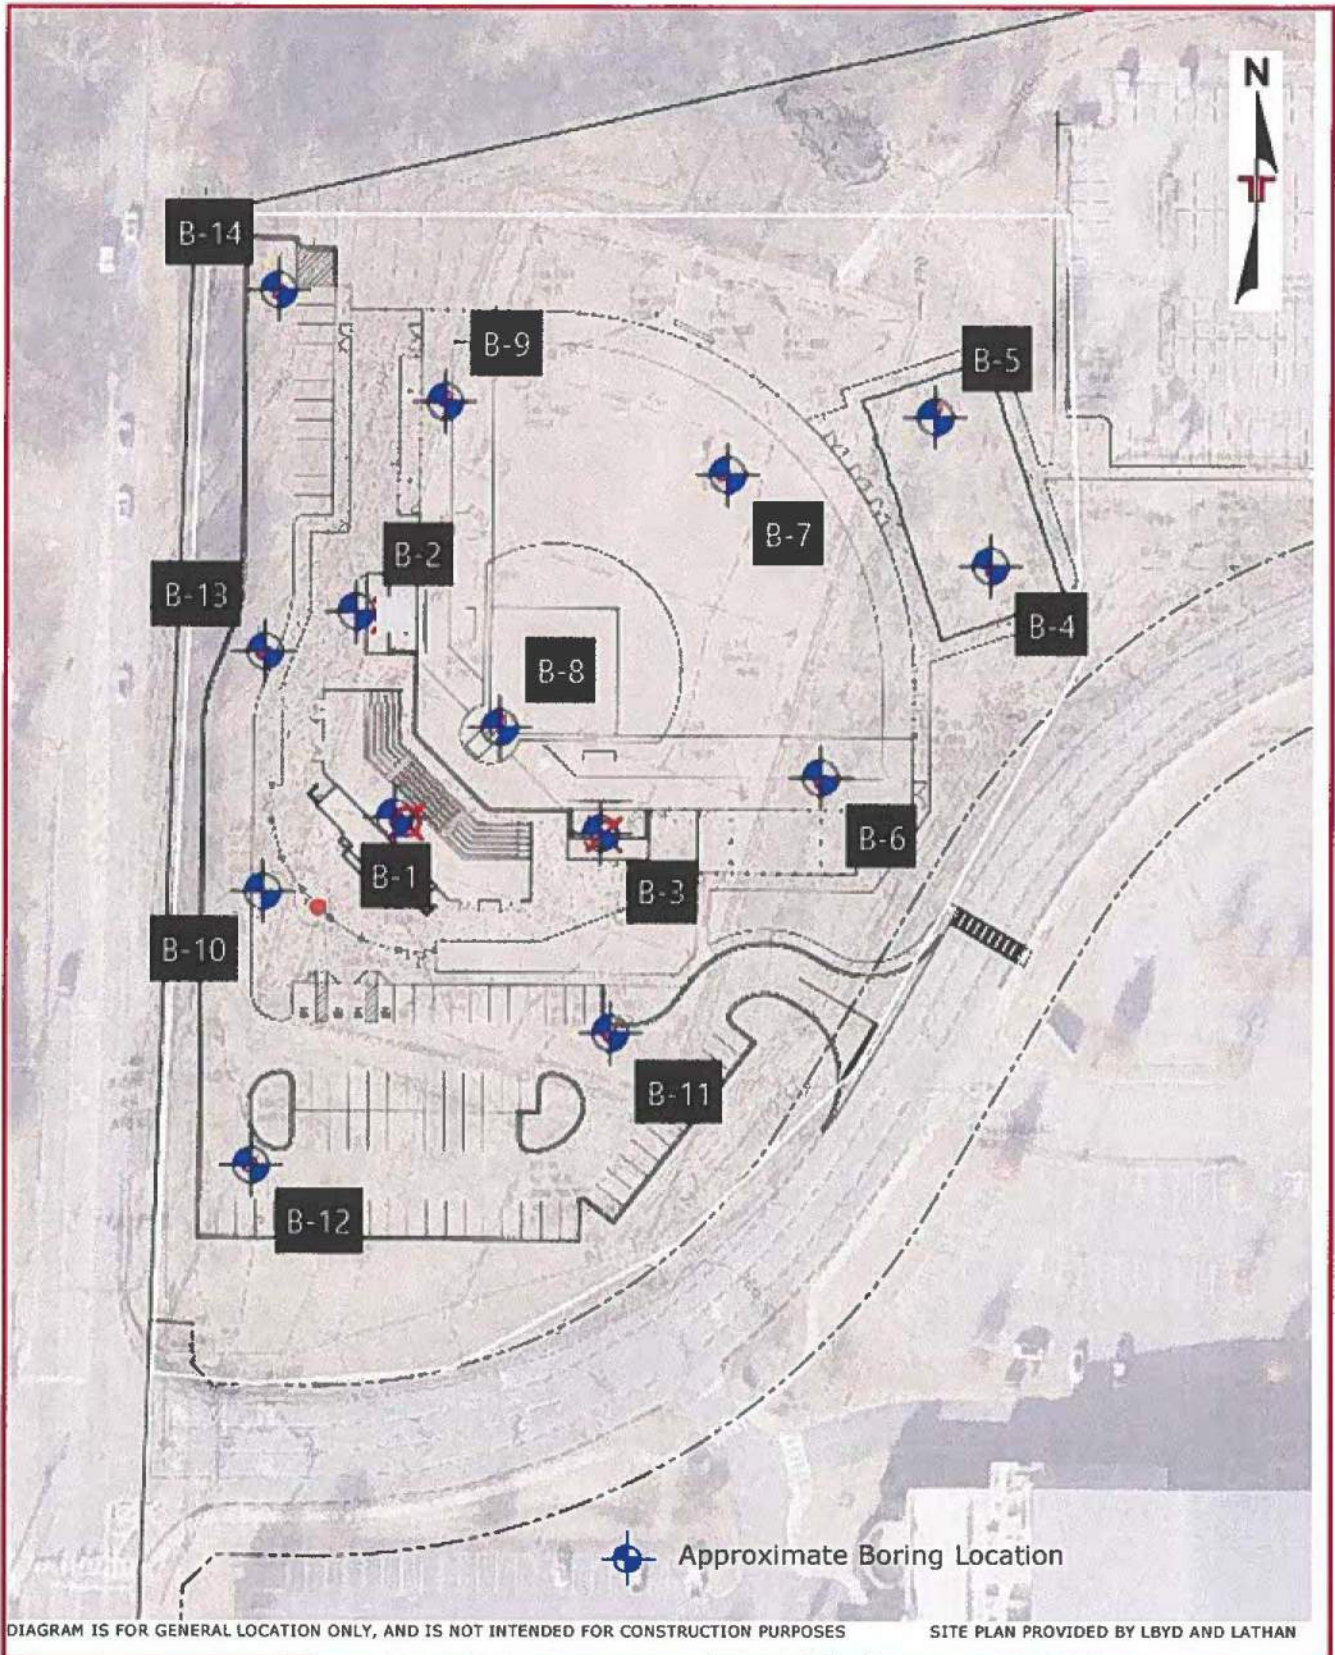 N
B-14
B-9
B-5
B-7
B-2
B-13
B-4
B-8
B-6
B-1
B-3
B-10
B-11
B-12
Approximate Boring Location
DIAGRAM IS FOR GENERAL LOCATION ONLY, AND IS NOT INTENDED FOR CONSTRUCTION PURPOSES
SITE PLAN PROVIDED BY LBYD AND LATHAN